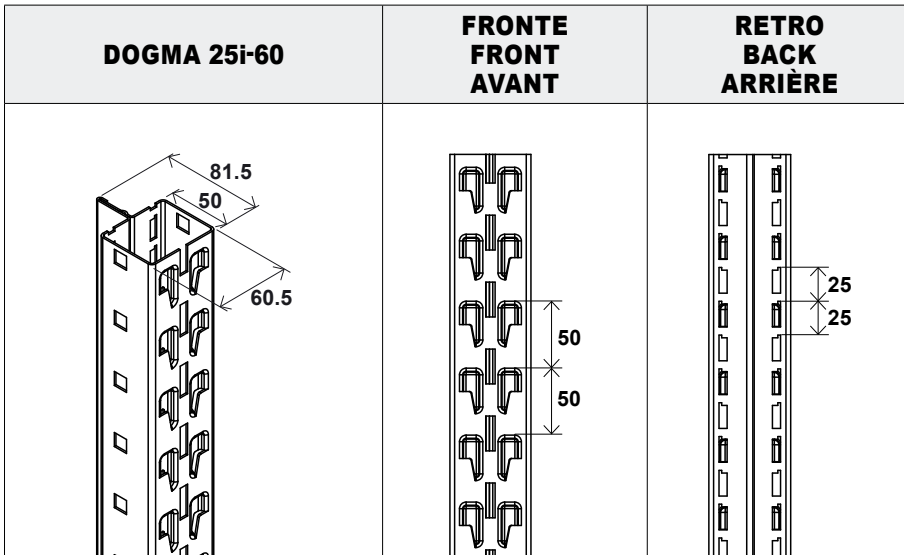 DOGMA 25i-60
FRONTE
FRONT
AVANT
RETRO
BACK
ARRIÈRE
81.5
50
60.5
50
50
25
25